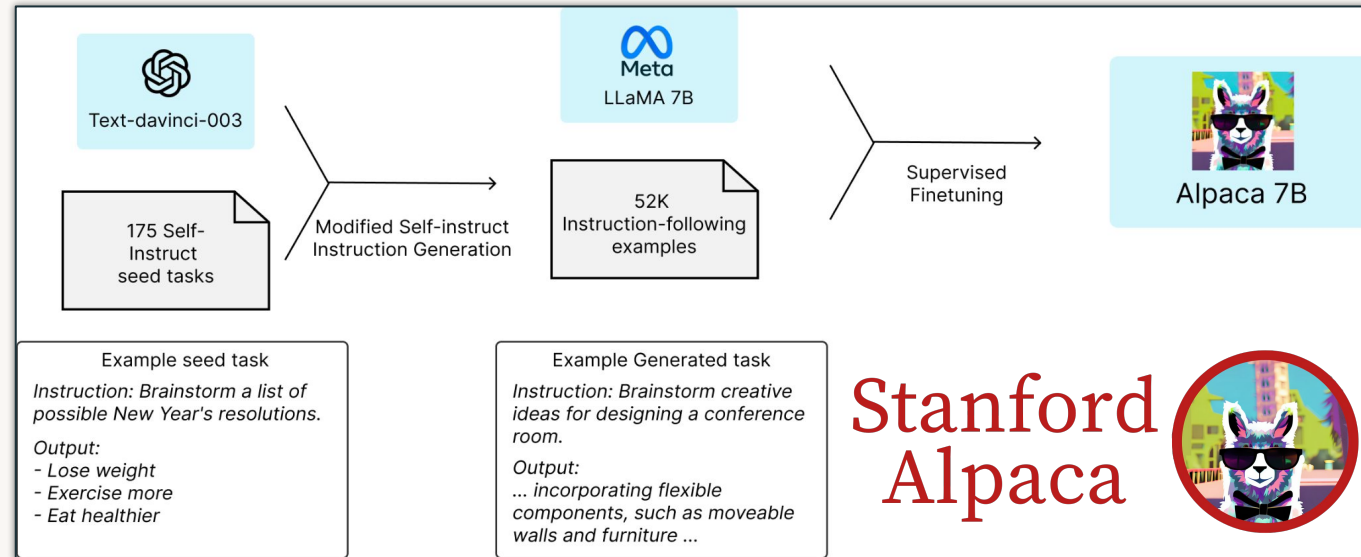 Text-davinci-003
175 Self-
Instruct
seed tasks
Modified Self-instruct
Instruction Generation
Meta
LLaMA 7B
52K
Instruction-following
examples
Supervised
Finetuning
Alpaca 7B
Example seed task
Instruction: Brainstorm a list of
possible New Year's resolutions.
Output:
- Lose weight
- Exercise more
- Eat healthier
Example Generated task
Instruction: Brainstorm creative
ideas for designing a conference
room.
Output:
... incorporating flexible
components, such as moveable
walls and furniture ...
Stanford
Alpaca